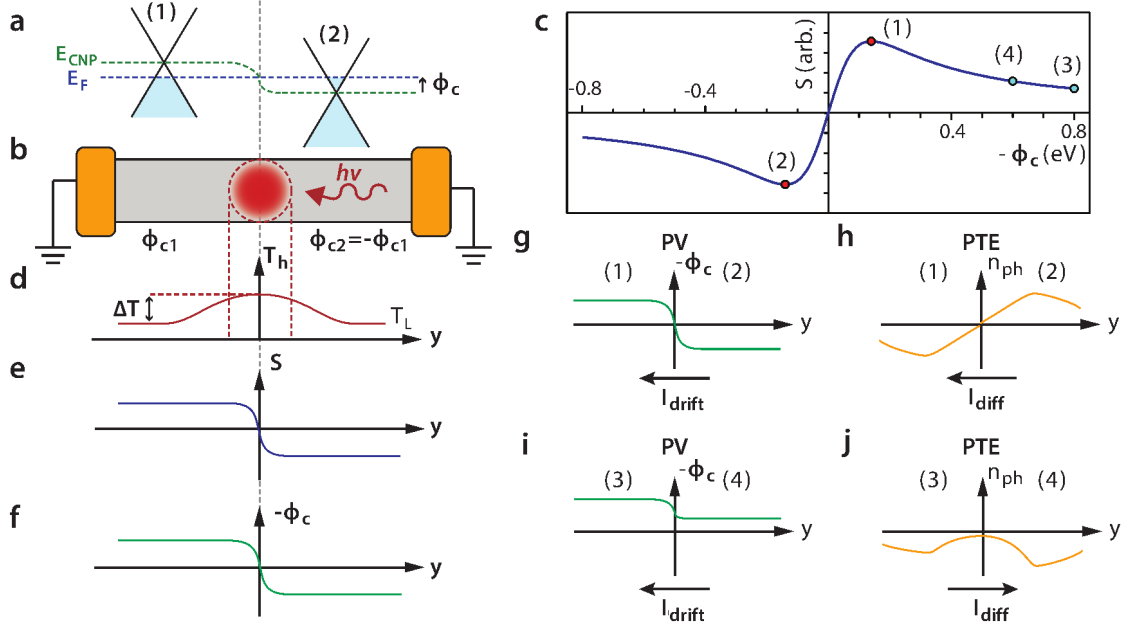 a
(1)
(2)
E_CNP
E_F
ϕ_c
b
hν
ϕ_c1
ϕ_c2=-ϕ_c1
c
S (arb.)
(1)
(4)
(3)
(2)
-0.8
-0.4
0.4
0.8
-ϕ_c (eV)
d
T_h
ΔT
T_L
y
e
S
y
f
-ϕ_c
y
g
PV
-ϕ_c
(1)
(2)
y
I_drift
h
PTE
n_ph
(1)
(2)
y
I_diff
i
PV
-ϕ_c
(3)
(4)
y
I_drift
j
PTE
n_ph
(3)
(4)
y
I_diff